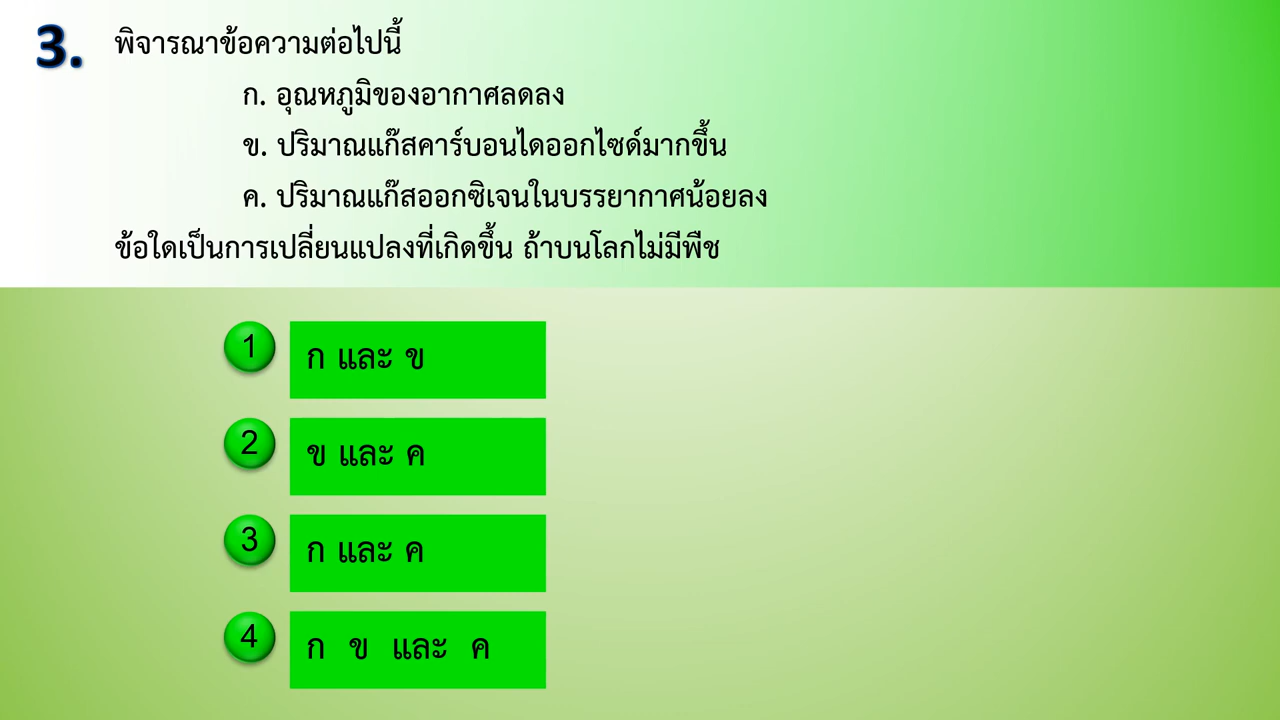 3. พิจารณาข้อความต่อไปนี้
ก. อุณหภูมิของอากาศลดลง
ข. ปริมาณแก๊สคาร์บอนไดออกไซด์มากขึ้น
ค. ปริมาณแก๊สออกซิเจนในบรรยากาศน้อยลง
ข้อใดเป็นการเปลี่ยนแปลงที่เกิดขึ้น ถ้าบนโลกไม่มีพืช
1 ก และ ข
2 ข และ ค
3 ก และ ค
4 ก ข และ ค